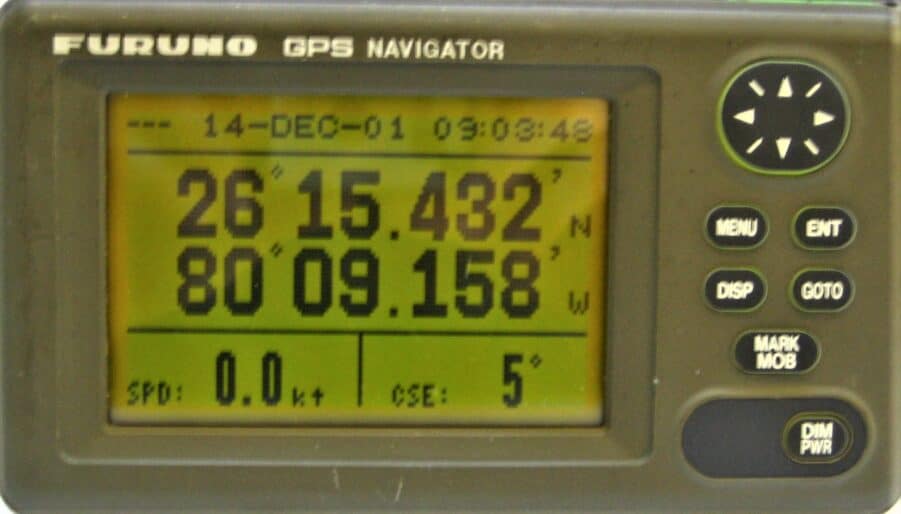 FURUNO GPS NAVIGATOR
--- 14-DEC-01 09:03:48
26° 15.432' N
80° 09.158' W
SPD: 0.0kt CSE: 5°
MENU ENT
DISP GOTO
MARK
MOB
DIM
PWR